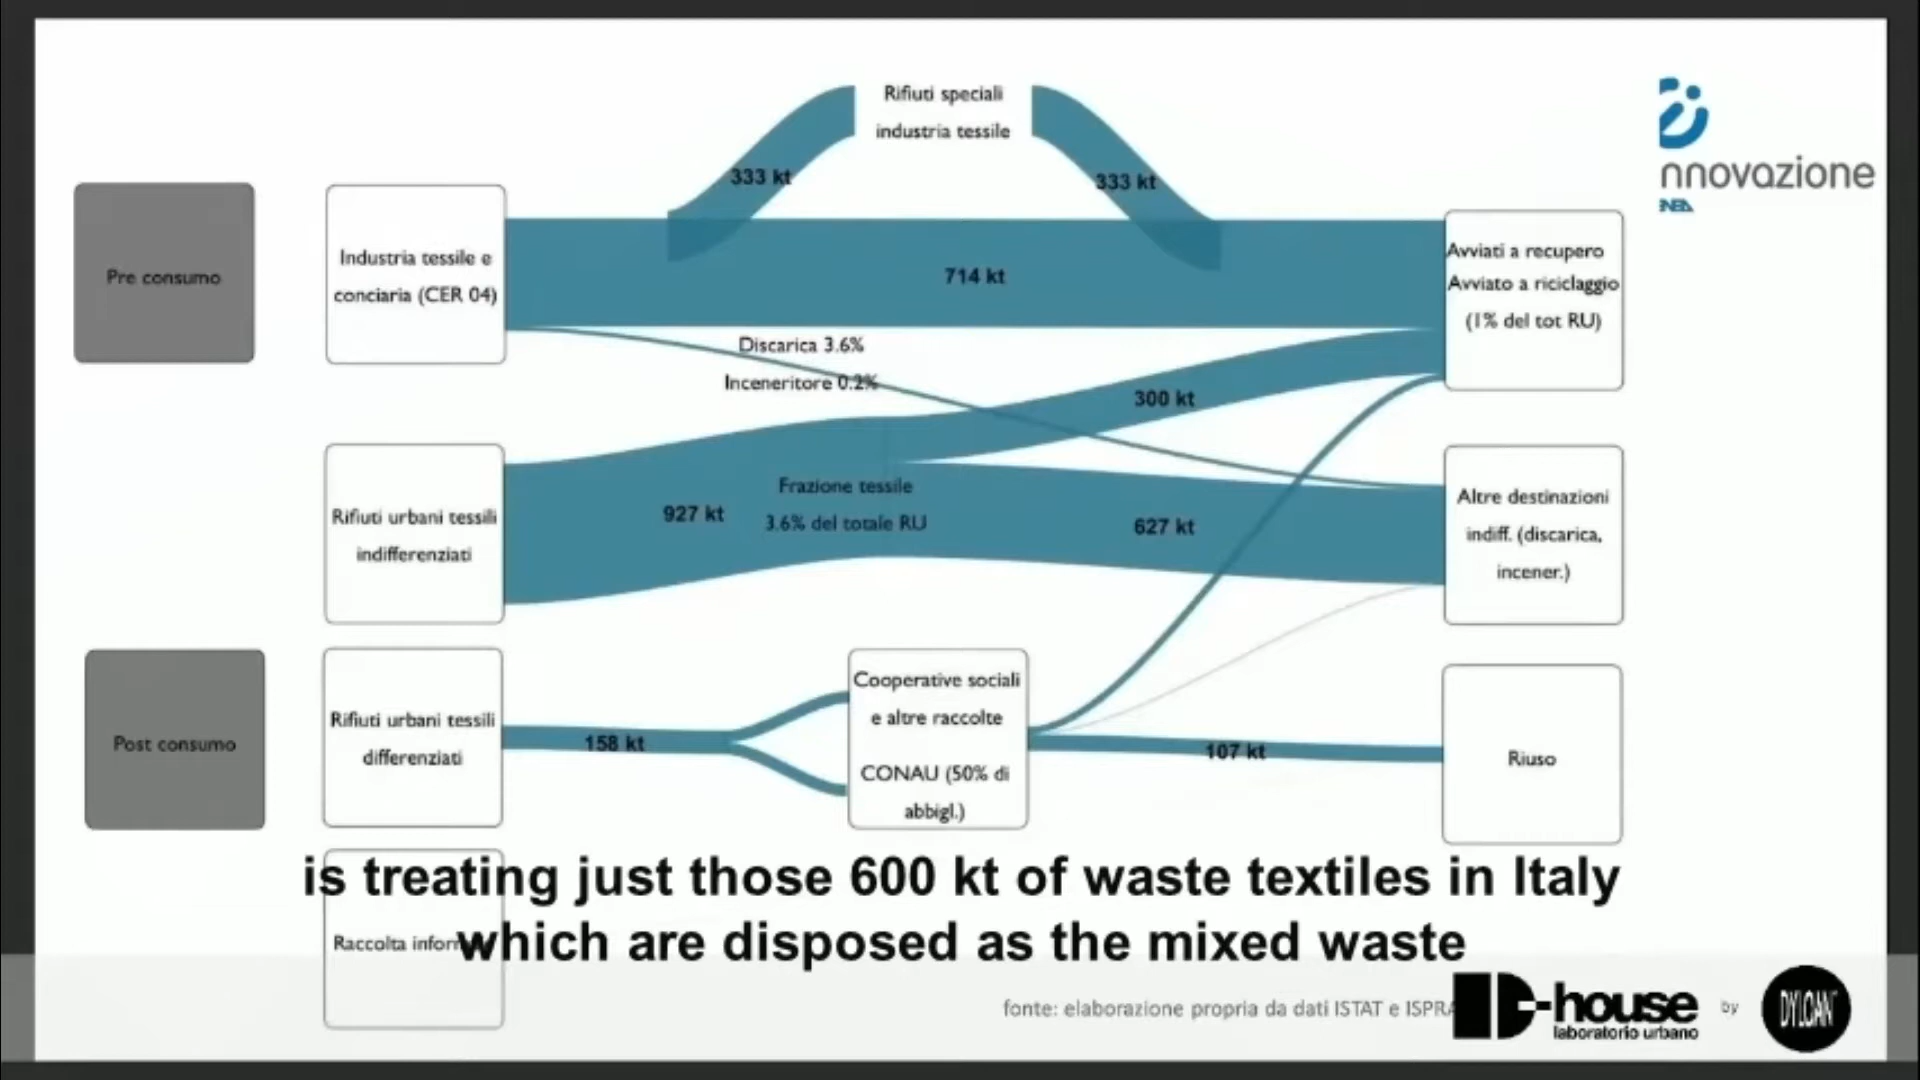 Rifiuti speciali
industria tessile
nnovazione
ENEA
333 kt
333 kt
Pre consumo
Industria tessile e
conciaria (CER 04)
714 kt
Avviati a recupero
Avviato a riciclaggio
(1% del tot RU)
Discarica 3.6%
Inceneritore 0.2%
300 kt
Rifiuti urbani tessili
indifferenziati
927 kt
Frazione tessile
3.6% del totale RU
627 kt
Altre destinazioni
indiff. (discarica,
incener.)
Post consumo
Rifiuti urbani tessili
differenziati
158 kt
Cooperative sociali
e altre raccolte
CONAU (50% di
abbigl.)
107 kt
Riuso
is treating just those 600 kt of waste textiles in Italy
which are disposed as the mixed waste
Raccolta
fonte: elaborazione propria da dati ISTAT e ISPRA
D-house
laboratorio urbano
by
DYLOAN